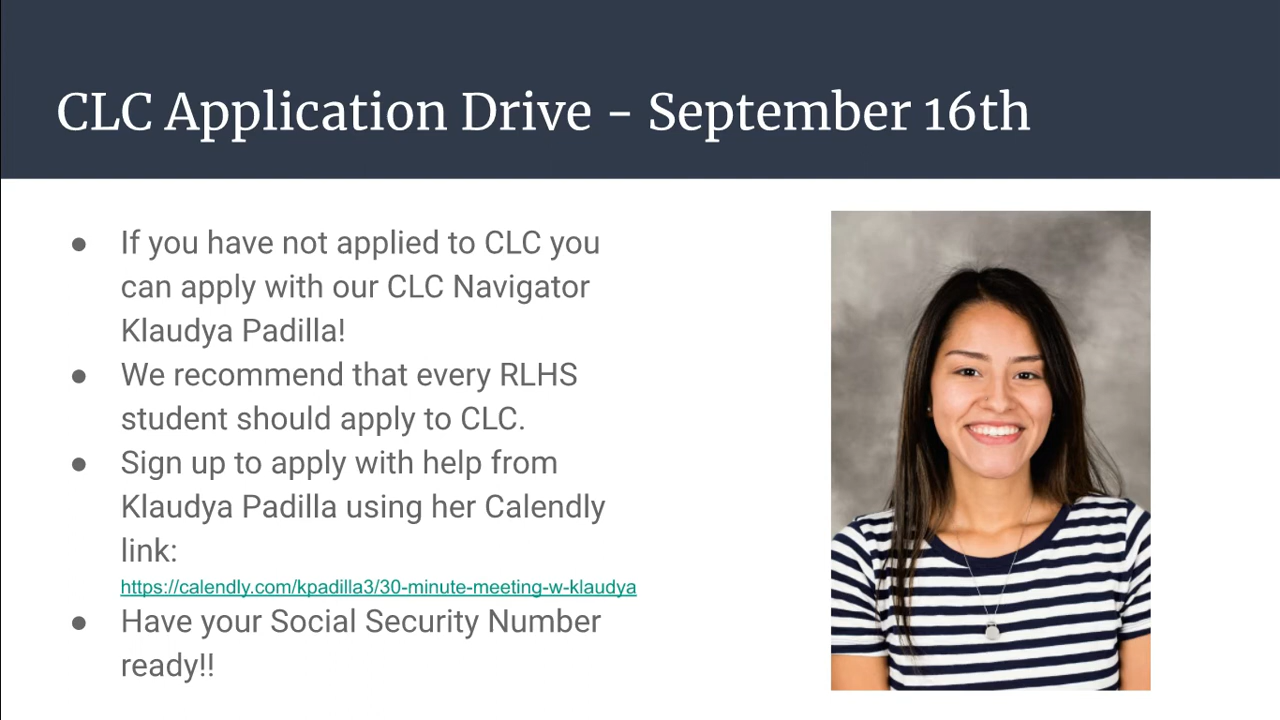 CLC Application Drive - September 16th
● If you have not applied to CLC you
can apply with our CLC Navigator
Klaudya Padilla!
● We recommend that every RLHS
student should apply to CLC.
● Sign up to apply with help from
Klaudya Padilla using her Calendly
link:
https://calendly.com/kpadilla3/30-minute-meeting-w-klaudya
● Have your Social Security Number
ready!!